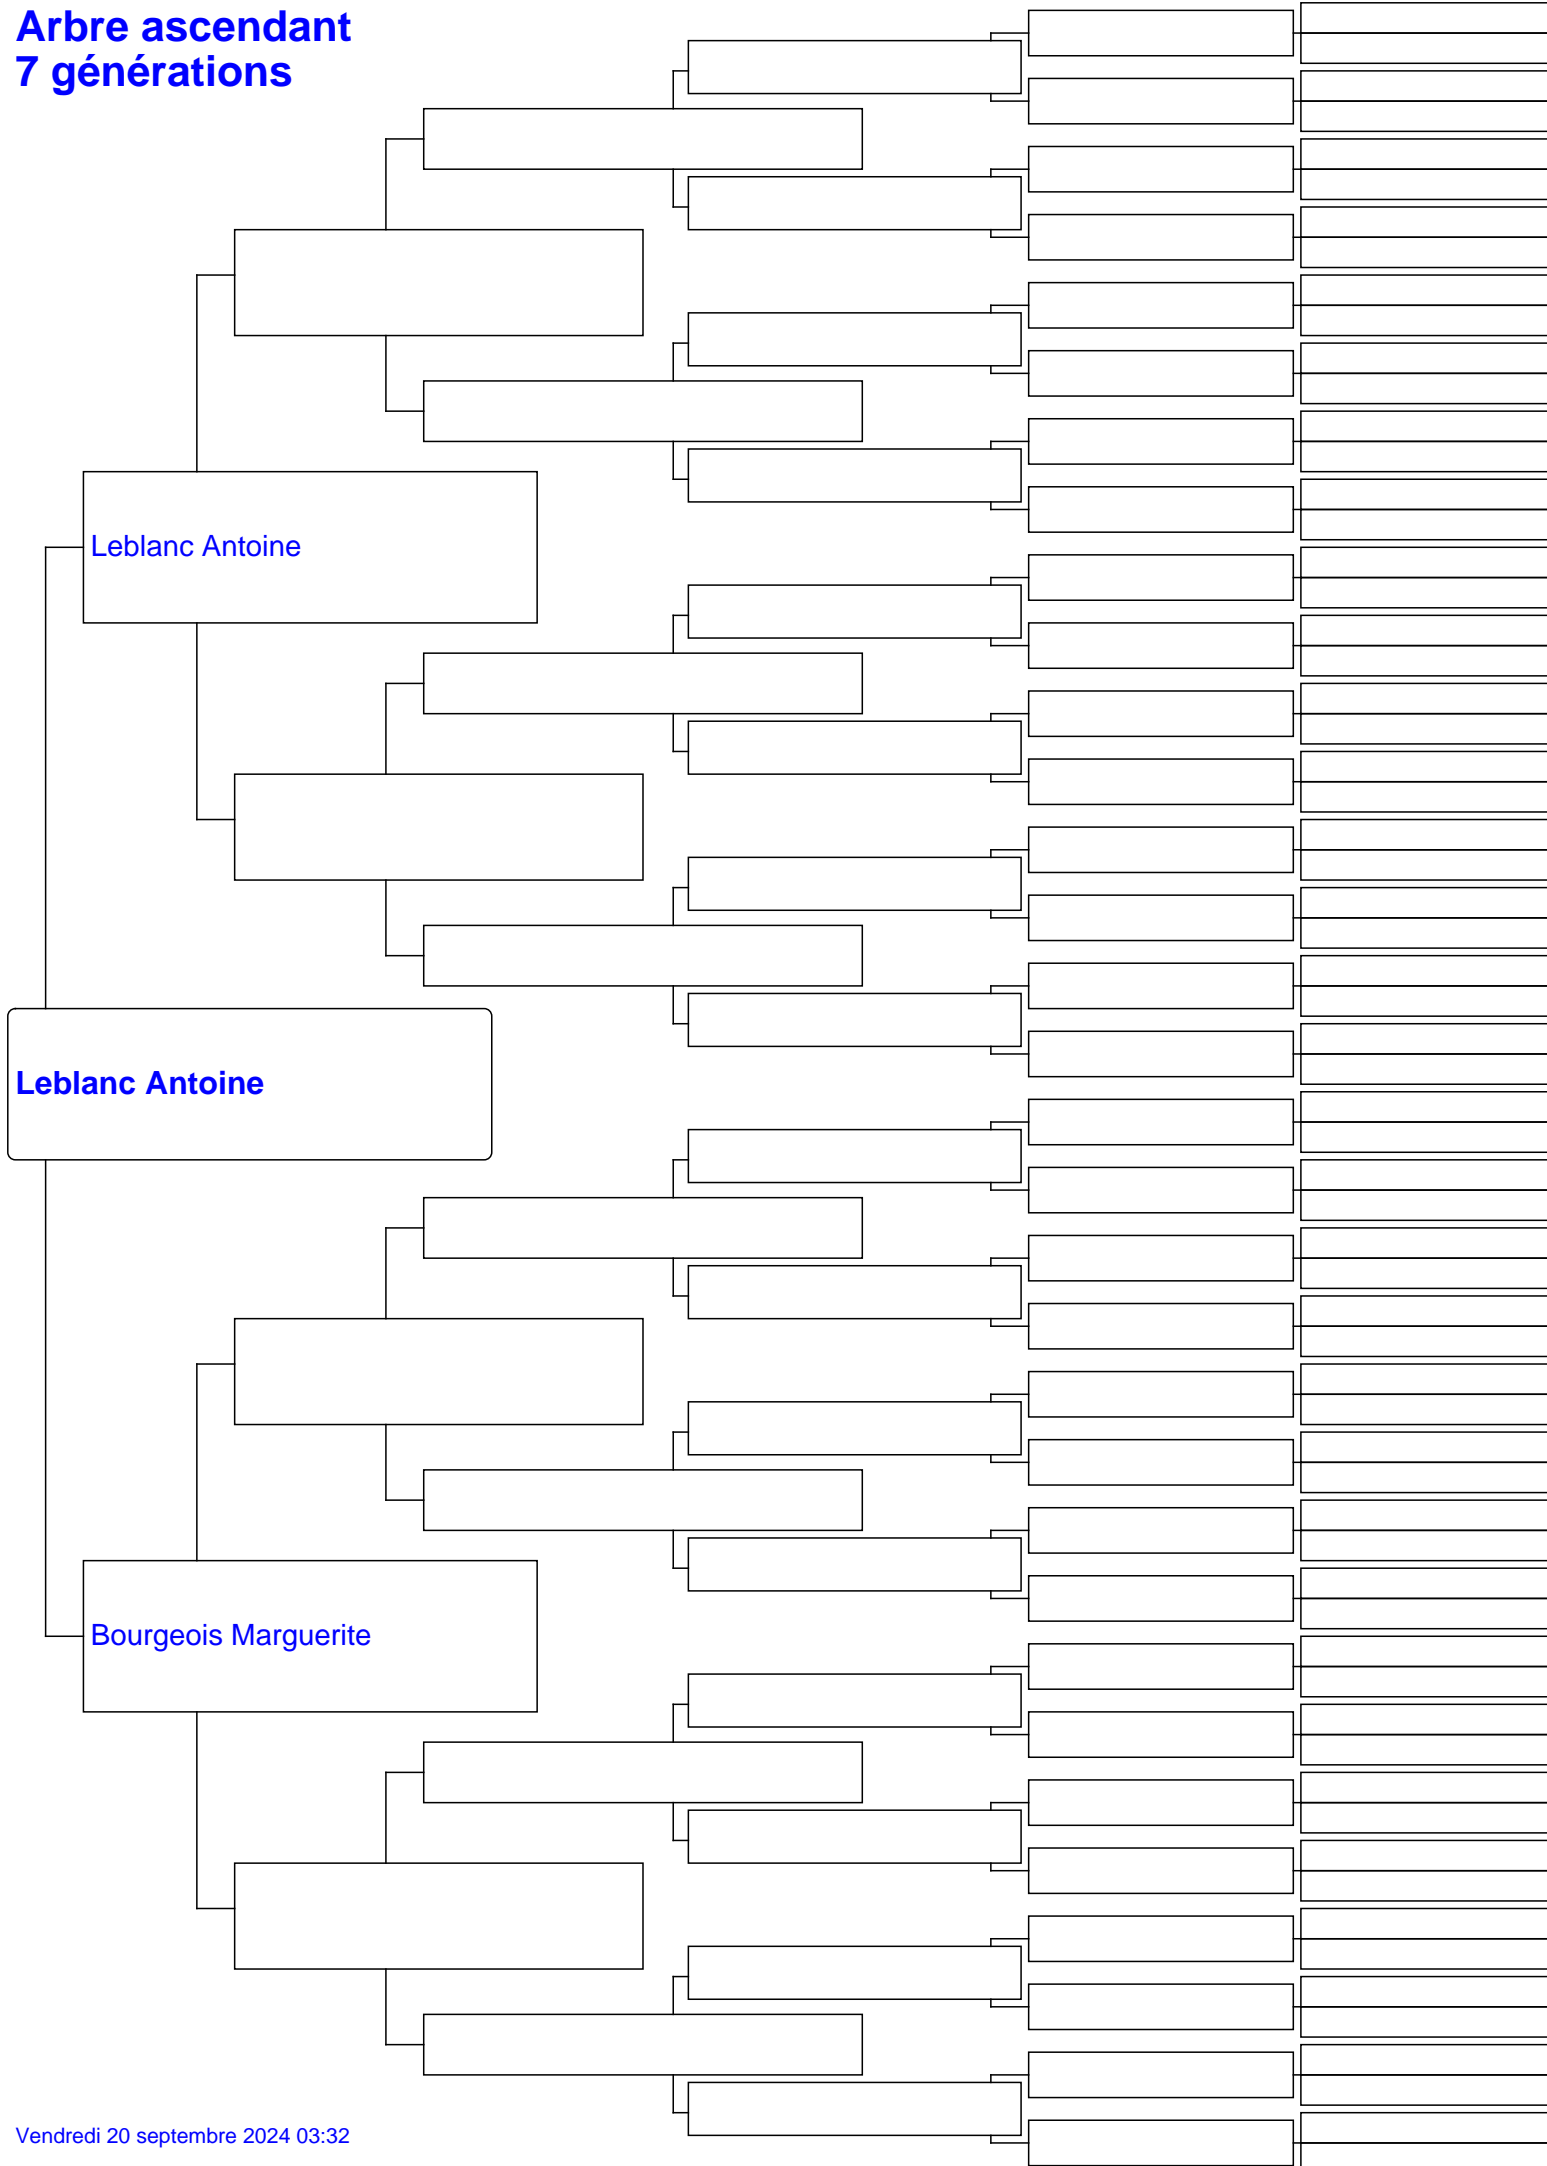 Arbre ascendant
7 générations
Leblanc Antoine
Leblanc Antoine
Bourgeois Marguerite
Vendredi 20 septembre 2024 03:32